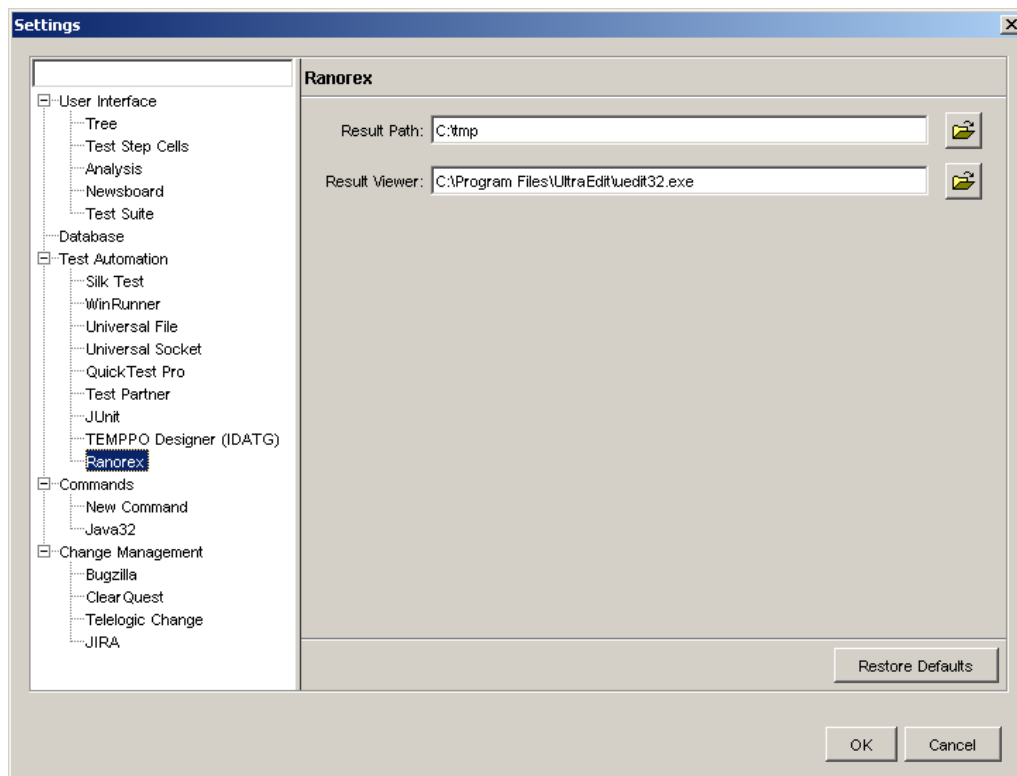 Settings
Ranorex
User Interface
Tree
Test Step Cells
Analysis
Newsboard
Test Suite
Database
Test Automation
Silk Test
WinRunner
Universal File
Universal Socket
QuickTest Pro
Test Partner
JUnit
TEMPPO Designer (IDATG)
Ranorex
Commands
New Command
Java32
Change Management
Bugzilla
ClearQuest
Telelogic Change
JIRA
Result Path: C:\tmp
Result Viewer: C:\Program Files\UltraEdit\uedit32.exe
Restore Defaults
OK Cancel